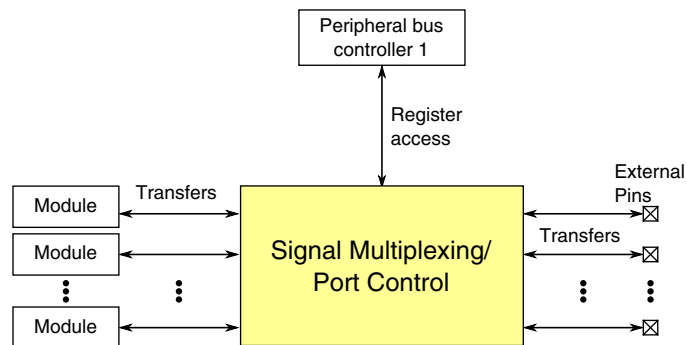 Peripheral bus
controller 1
Register
access
External
Pins
Transfers
Module
Transfers
Module
Signal Multiplexing/
Port Control
Module